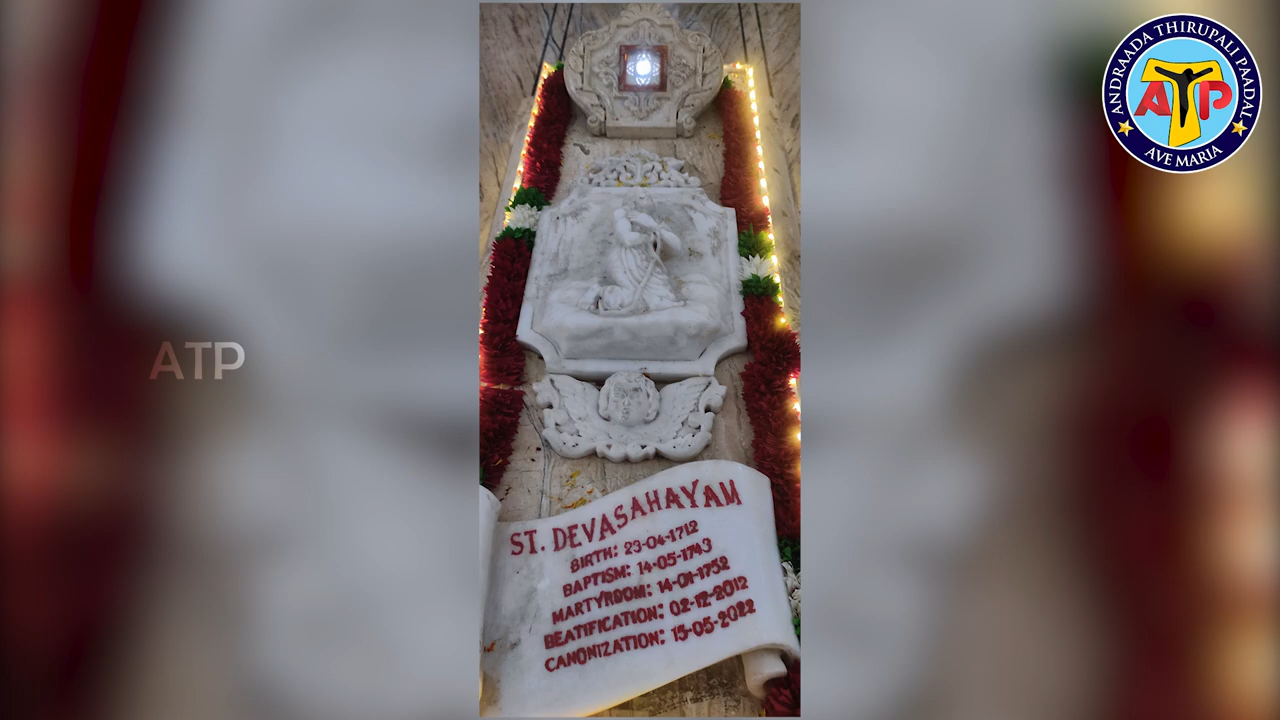 ST. DEVASAHAYAM
BIRTH: 23-04-1712
BAPTISM: 14-05-1743
MARTYRDOM: 14-01-1752
BEATIFICATION: 02-12-2012
CANONIZATION: 15-05-2022
ATP
ANDRAADA THIRUPALI PAADAL
ATP
AVE MARIA